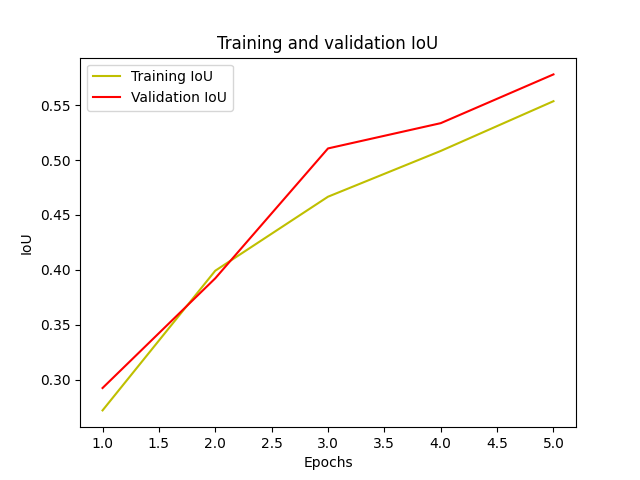 Training and validation IoU
Training IoU
Validation IoU
0.55
0.50
0.45
0.40
0.35
0.30
IoU
1.0 1.5 2.0 2.5 3.0 3.5 4.0 4.5 5.0
Epochs